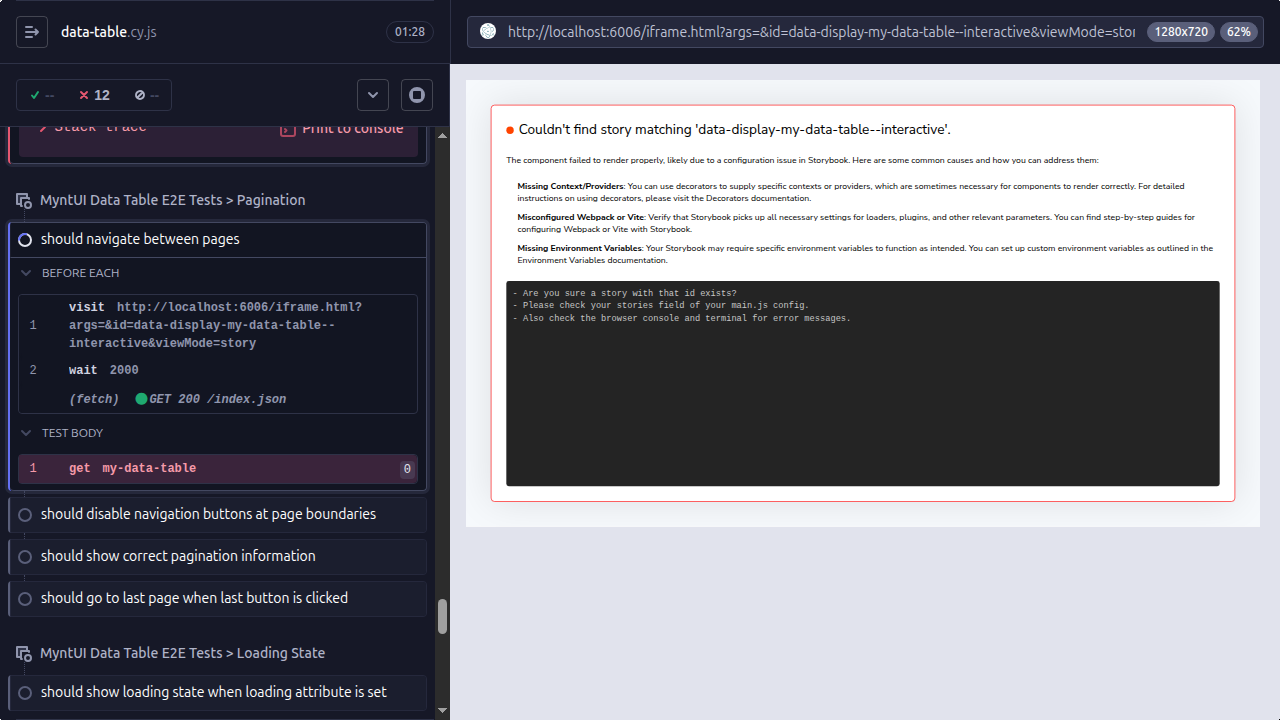 data-table.cy.js
01:28
http://localhost:6006/iframe.html?args=&id=data-display-my-data-table--interactive&viewMode=stor
1280x720
62%
--
12
--
Stack trace
Print to console
MyntUI Data Table E2E Tests > Pagination
should navigate between pages
BEFORE EACH
1 visit http://localhost:6006/iframe.html?
args=&id=data-display-my-data-table--
interactive&viewMode=story
2 wait 2000
(fetch) GET 200 /index.json
TEST BODY
1 get my-data-table 0
should disable navigation buttons at page boundaries
should show correct pagination information
should go to last page when last button is clicked
MyntUI Data Table E2E Tests > Loading State
should show loading state when loading attribute is set
Couldn't find story matching 'data-display-my-data-table--interactive'.
The component failed to render properly, likely due to a configuration issue in Storybook. Here are some common causes and how you can address them:
Missing Context/Providers: You can use decorators to supply specific contexts or providers, which are sometimes necessary for components to render correctly. For detailed
instructions on using decorators, please visit the Decorators documentation.
Misconfigured Webpack or Vite: Verify that Storybook picks up all necessary settings for loaders, plugins, and other relevant parameters. You can find step-by-step guides for
configuring Webpack or Vite with Storybook.
Missing Environment Variables: Your Storybook may require specific environment variables to function as intended. You can set up custom environment variables as outlined in the
Environment Variables documentation.
- Are you sure a story with that id exists?
- Please check your stories field of your main.js config.
- Also check the browser console and terminal for error messages.